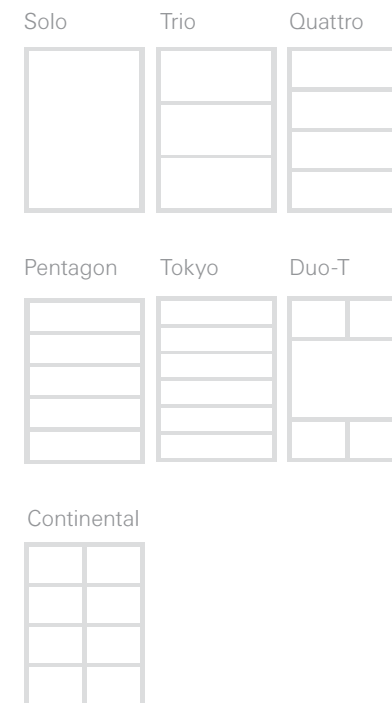 Solo
Trio
Quattro
Pentagon
Tokyo
Duo-T
Continental